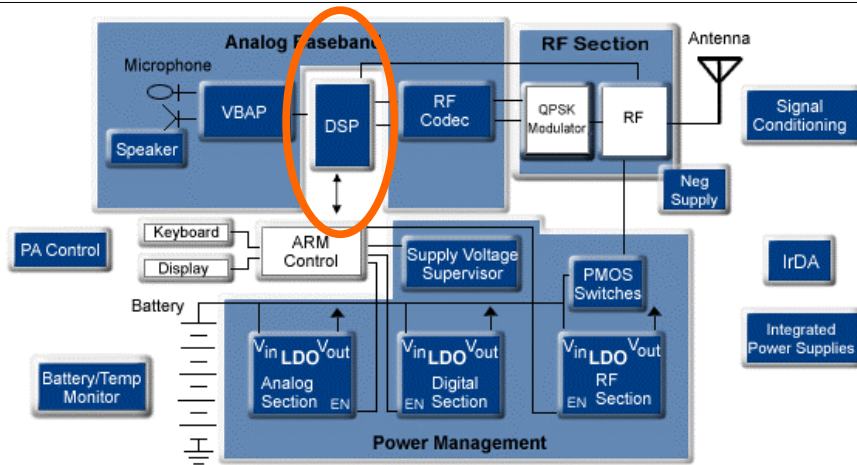 Analog Baseband
RF Section
Antenna
Microphone
VBAP
DSP
RF
Codec
QPSK
Modulator
RF
Signal
Conditioning
Speaker
Neg
Supply
Keyboard
Display
ARM
Control
PA Control
Supply Voltage
Supervisor
PMOS
Switches
IrDA
Battery
Integrated
Power Supplies
Battery/Temp
Monitor
Vin LDO Vout
Analog
Section EN
Vin LDO Vout
Digital
EN Section
Vin LDO Vout
RF
EN Section
Power Management